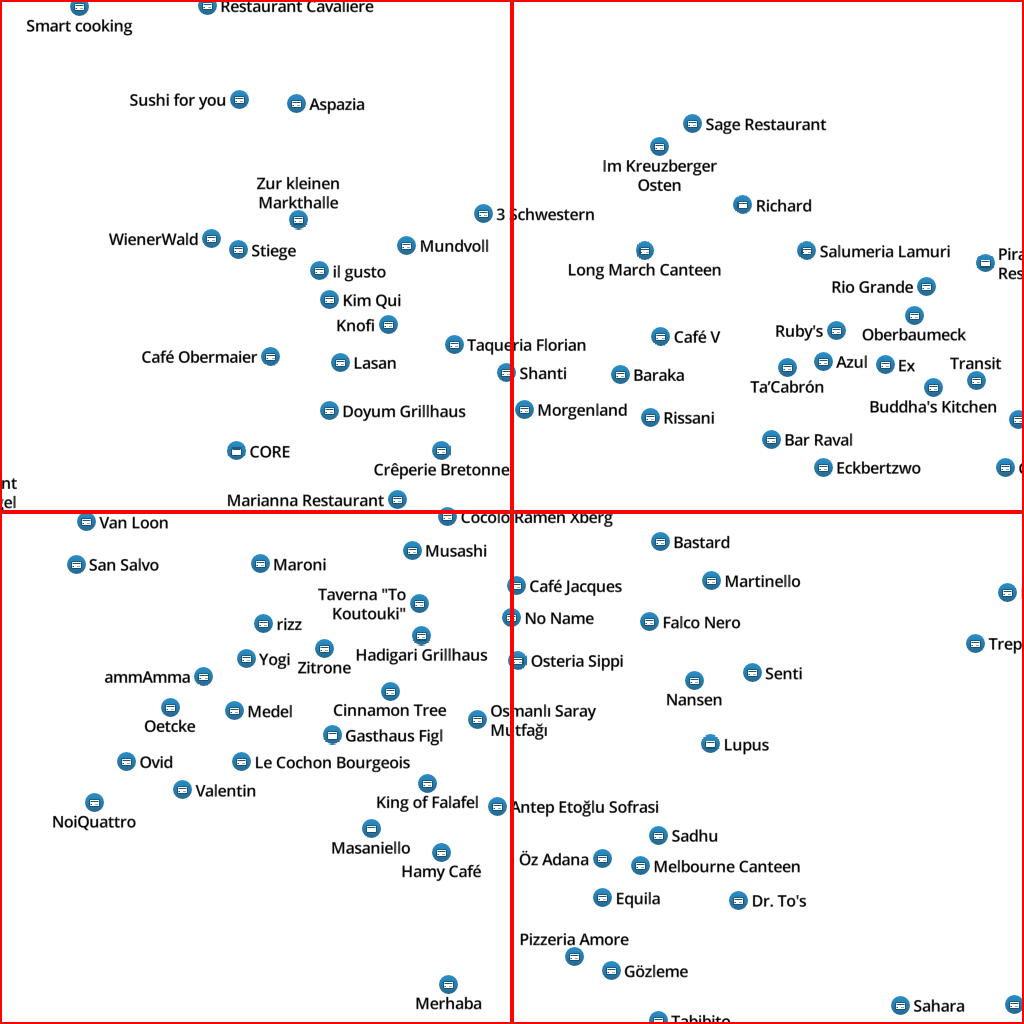 Restaurant Cavaliere
Smart cooking
Sushi for you
Aspazia
Sage Restaurant
Im Kreuzberger
Osten
Zur kleinen
Markthalle
Richard
3 Schwestern
WienerWald
Stiege
Mundvoll
Salumeria Lamuri
Long March Canteen
il gusto
Rio Grande
Kim Qui
Knofi
Ruby's
Oberbaumeck
Café V
Taqueria Florian
Café Obermaier
Lasan
Azul
Ex
Transit
Shanti
Baraka
Ta’Cabrón
Buddha's Kitchen
Doyum Grillhaus
Morgenland
Rissani
Bar Raval
CORE
Crêperie Bretonne
Eckbertzwo
Marianna Restaurant
Cocolo Ramen Xberg
Van Loon
Bastard
Musashi
San Salvo
Maroni
Martinello
Café Jacques
Taverna "To
Koutouki"
No Name
Falco Nero
rizz
Hadigari Grillhaus
Yogi
Zitrone
Osteria Sippi
Senti
ammAmma
Nansen
Cinnamon Tree
Medel
Osmanlı Saray
Mutfağı
Oetcke
Gasthaus Figl
Lupus
Ovid
Le Cochon Bourgeois
Valentin
King of Falafel
Antep Etoğlu Sofrasi
NoiQuattro
Masaniello
Sadhu
Öz Adana
Melbourne Canteen
Hamy Café
Equila
Dr. To's
Pizzeria Amore
Gözleme
Merhaba
Sahara
Tabibito